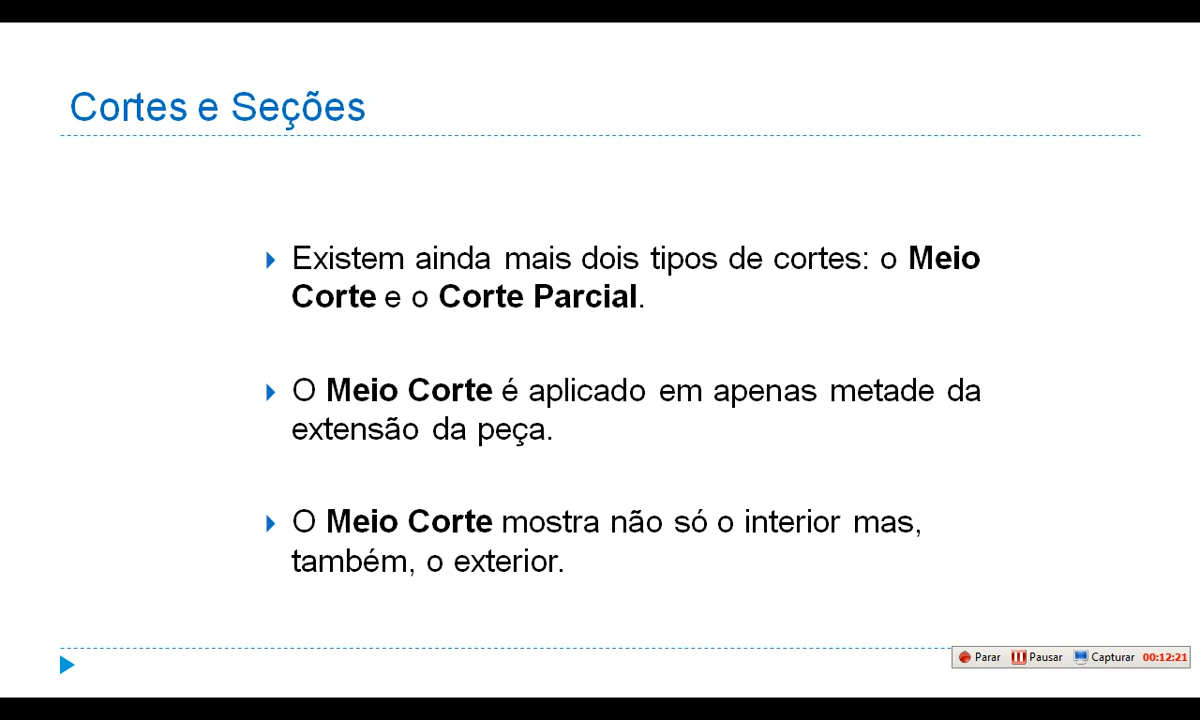 Cortes e Seções
Existem ainda mais dois tipos de cortes: o Meio
Corte e o Corte Parcial.
O Meio Corte é aplicado em apenas metade da
extensão da peça.
O Meio Corte mostra não só o interior mas,
também, o exterior.
Parar Pausar Capturar 00:12:21